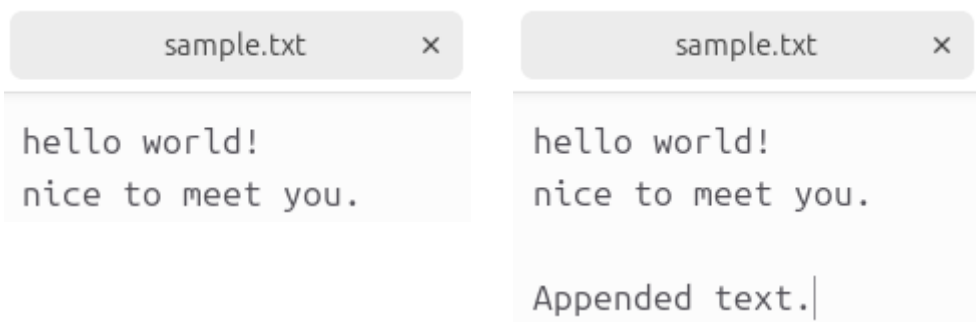 sample.txt ×
hello world!
nice to meet you.
sample.txt ×
hello world!
nice to meet you.

Appended text.